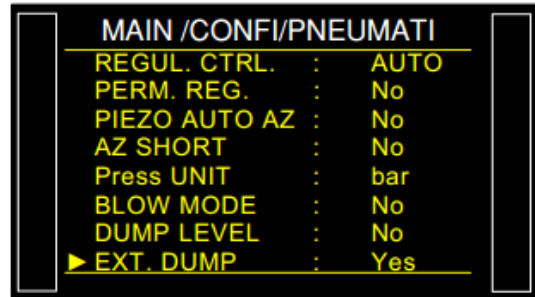 MAIN /CONFI/PNEUMATI
REGUL. CTRL. : AUTO
PERM. REG. : No
PIEZO AUTO AZ : No
AZ SHORT : No
Press UNIT : bar
BLOW MODE : No
DUMP LEVEL : No
► EXT. DUMP : Yes